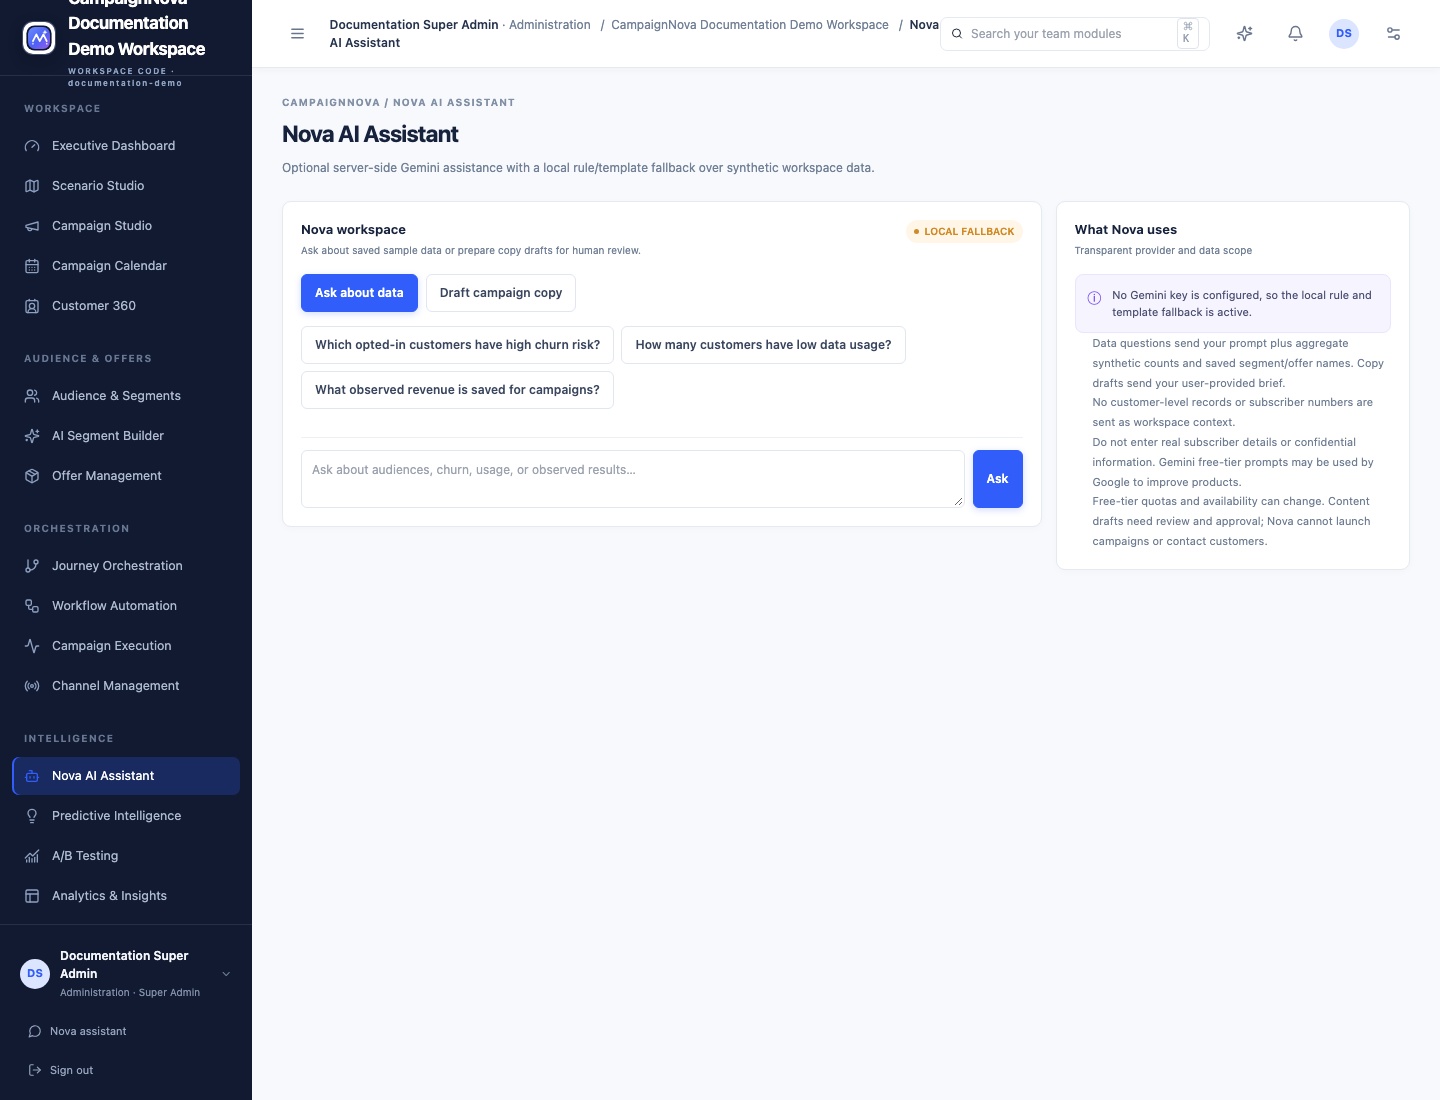 CampaignNova
Documentation
Demo Workspace
WORKSPACE CODE ·
documentation-demo
WORKSPACE
Executive Dashboard
Scenario Studio
Campaign Studio
Campaign Calendar
Customer 360
AUDIENCE & OFFERS
Audience & Segments
AI Segment Builder
Offer Management
ORCHESTRATION
Journey Orchestration
Workflow Automation
Campaign Execution
Channel Management
INTELLIGENCE
Nova AI Assistant
Predictive Intelligence
A/B Testing
Analytics & Insights
DS
Documentation Super
Admin
Administration · Super Admin
Nova assistant
Sign out
Documentation Super Admin · Administration / CampaignNova Documentation Demo Workspace / Nova
AI Assistant
Search your team modules
⌘
K
DS
CAMPAIGNNOVA / NOVA AI ASSISTANT
Nova AI Assistant
Optional server-side Gemini assistance with a local rule/template fallback over synthetic workspace data.
Nova workspace
LOCAL FALLBACK
Ask about saved sample data or prepare copy drafts for human review.
Ask about data
Draft campaign copy
Which opted-in customers have high churn risk?
How many customers have low data usage?
What observed revenue is saved for campaigns?
Ask about audiences, churn, usage, or observed results...
Ask
What Nova uses
Transparent provider and data scope
No Gemini key is configured, so the local rule and
template fallback is active.
Data questions send your prompt plus aggregate
synthetic counts and saved segment/offer names. Copy
drafts send your user-provided brief.
No customer-level records or subscriber numbers are
sent as workspace context.
Do not enter real subscriber details or confidential
information. Gemini free-tier prompts may be used by
Google to improve products.
Free-tier quotas and availability can change. Content
drafts need review and approval; Nova cannot launch
campaigns or contact customers.